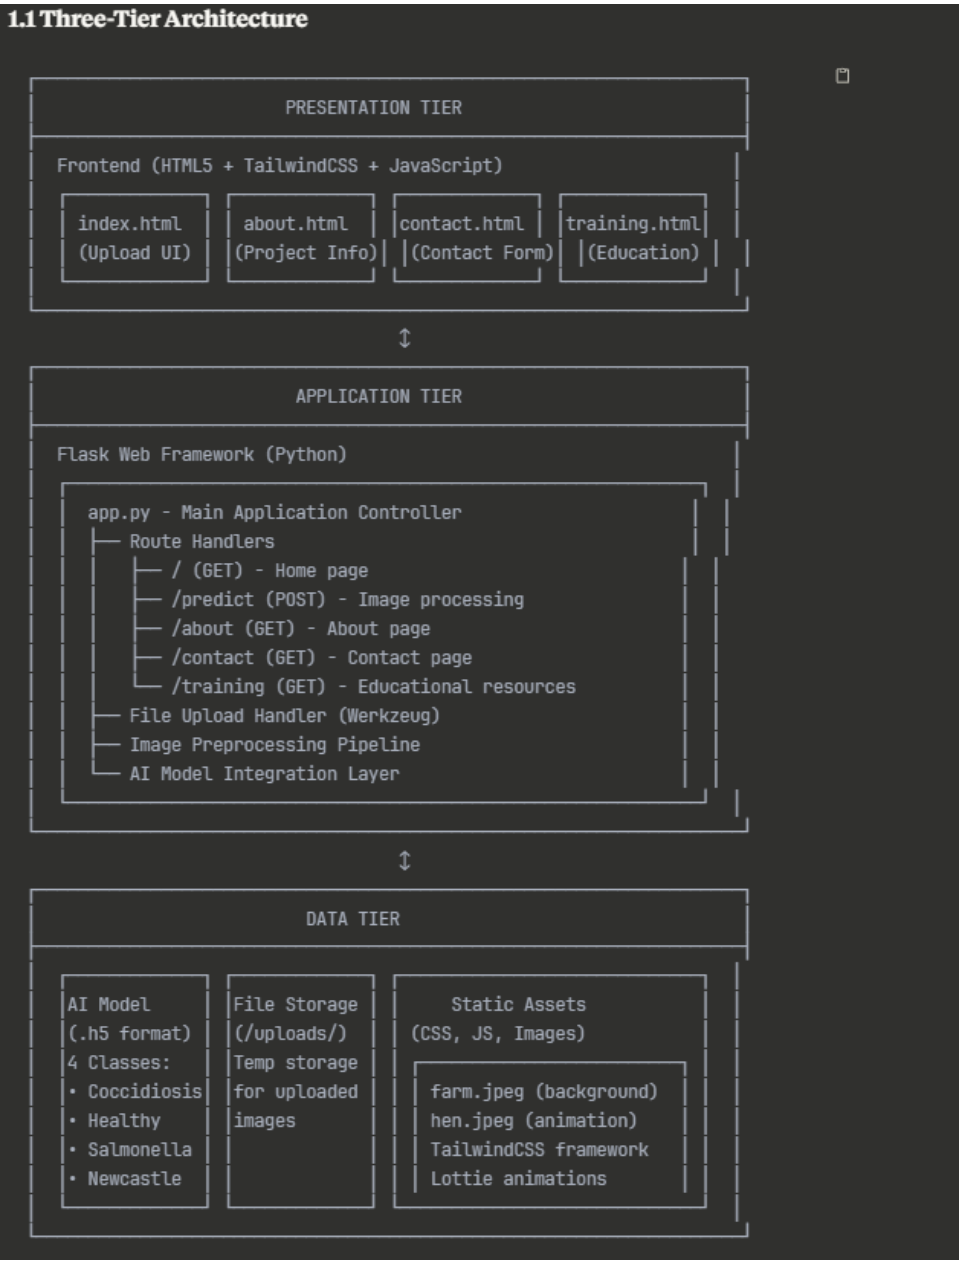 1.1 Three-Tier Architecture
PRESENTATION TIER
Frontend (HTML5 + TailwindCSS + JavaScript)
index.html about.html contact.html training.html
(Upload UI) (Project Info) (Contact Form) (Education)
↕
APPLICATION TIER
Flask Web Framework (Python)
app.py - Main Application Controller
├── Route Handlers
├── / (GET) - Home page
├── /predict (POST) - Image processing
├── /about (GET) - About page
├── /contact (GET) - Contact page
└── /training (GET) - Educational resources
├── File Upload Handler (Werkzeug)
├── Image Preprocessing Pipeline
└── AI Model Integration Layer
↕
DATA TIER
AI Model File Storage Static Assets
(.h5 format) (/uploads/) (CSS, JS, Images)
4 Classes: Temp storage
• Coccidiosis for uploaded farm.jpeg (background)
• Healthy images hen.jpeg (animation)
• Salmonella TailwindCSS framework
• Newcastle Lottie animations